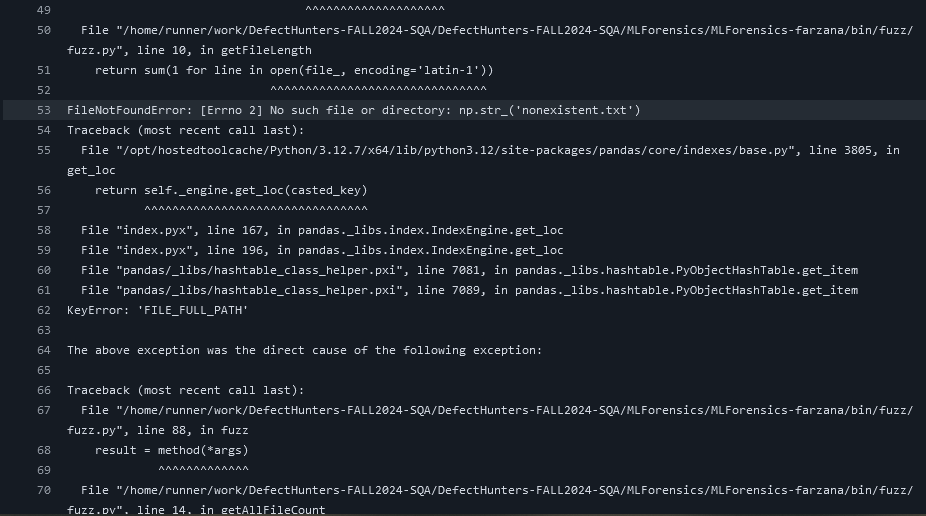 49                                    ^^^^^^^^^^^^^^^^^^^^
50    File "/home/runner/work/DefectHunters-FALL2024-SQA/DefectHunters-FALL2024-SQA/MLForensics/MLForensics-farzana/bin/fuzz/
fuzz.py", line 10, in getFileLength
51      return sum(1 for line in open(file_, encoding='latin-1'))
52                               ^^^^^^^^^^^^^^^^^^^^^^^^^^^^^^^
53  FileNotFoundError: [Errno 2] No such file or directory: np.str_('nonexistent.txt')
54  Traceback (most recent call last):
55    File "/opt/hostedtoolcache/Python/3.12.7/x64/lib/python3.12/site-packages/pandas/core/indexes/base.py", line 3805, in
get_loc
56      return self._engine.get_loc(casted_key)
57             ^^^^^^^^^^^^^^^^^^^^^^^^^^^^^^^^
58    File "index.pyx", line 167, in pandas._libs.index.IndexEngine.get_loc
59    File "index.pyx", line 196, in pandas._libs.index.IndexEngine.get_loc
60    File "pandas/_libs/hashtable_class_helper.pxi", line 7081, in pandas._libs.hashtable.PyObjectHashTable.get_item
61    File "pandas/_libs/hashtable_class_helper.pxi", line 7089, in pandas._libs.hashtable.PyObjectHashTable.get_item
62  KeyError: 'FILE_FULL_PATH'
63
64  The above exception was the direct cause of the following exception:
65
66  Traceback (most recent call last):
67    File "/home/runner/work/DefectHunters-FALL2024-SQA/DefectHunters-FALL2024-SQA/MLForensics/MLForensics-farzana/bin/fuzz/
fuzz.py", line 88, in fuzz
68      result = method(*args)
69               ^^^^^^^^^^^^^
70    File "/home/runner/work/DefectHunters-FALL2024-SQA/DefectHunters-FALL2024-SQA/MLForensics/MLForensics-farzana/bin/fuzz/
fuzz.py", line 14, in getAllFileCount